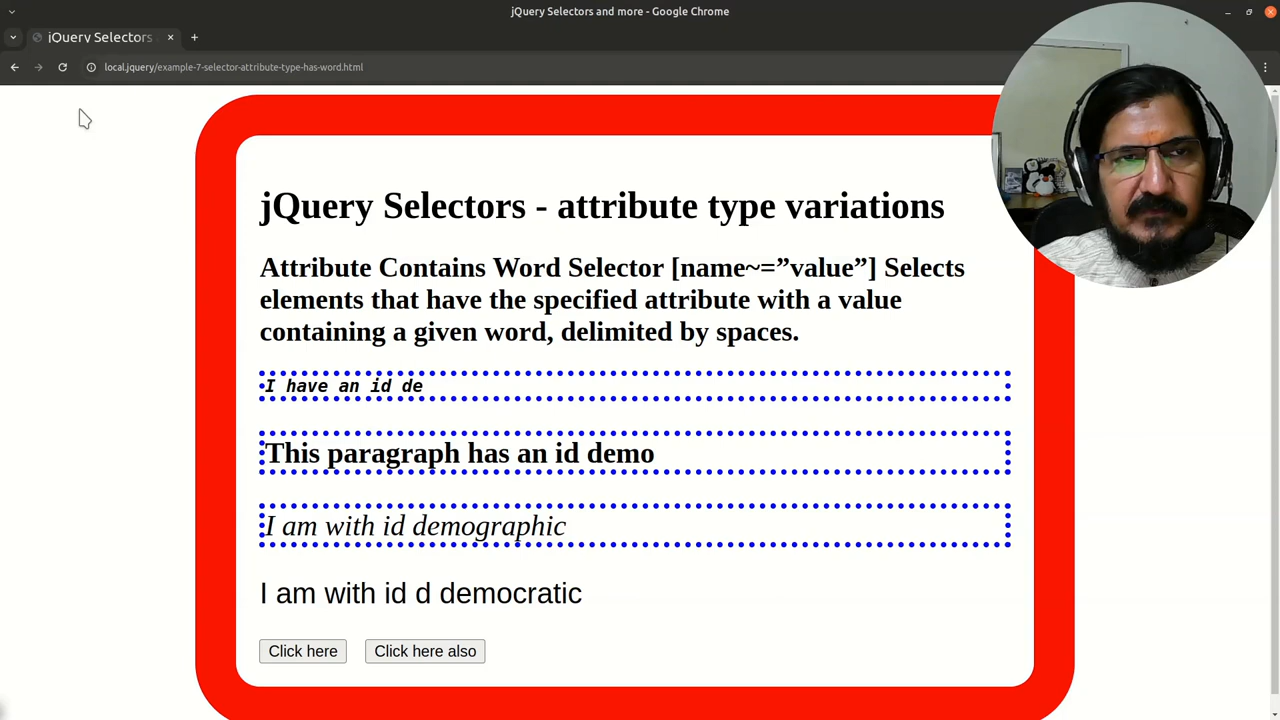 jQuery Selectors and more - Google Chrome
jQuery Selectors
local.jquery/example-7-selector-attribute-type-has-word.html
jQuery Selectors - attribute type variations
Attribute Contains Word Selector [name~=”value”] Selects
elements that have the specified attribute with a value
containing a given word, delimited by spaces.
I have an id de
This paragraph has an id demo
I am with id demographic
I am with id d democratic
Click here Click here also